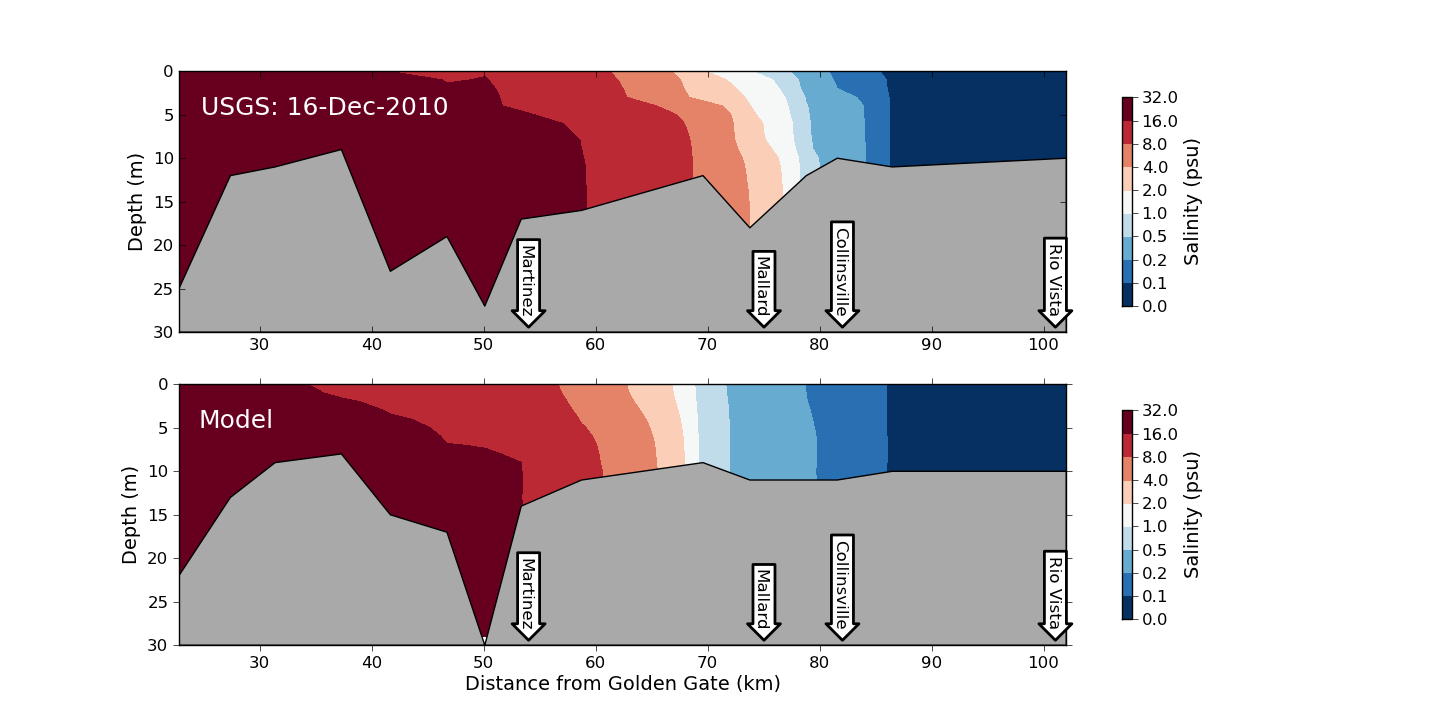 0
5
10
15
20
25
30
Depth (m)
USGS: 16-Dec-2010
Martinez
Mallard
Collinsville
Rio Vista
30 40 50 60 70 80 90 100
32.0
16.0
8.0
4.0
2.0
1.0
0.5
0.2
0.1
0.0
Salinity (psu)
0
5
10
15
20
25
30
Depth (m)
Model
Martinez
Mallard
Collinsville
Rio Vista
30 40 50 60 70 80 90 100
Distance from Golden Gate (km)
32.0
16.0
8.0
4.0
2.0
1.0
0.5
0.2
0.1
0.0
Salinity (psu)